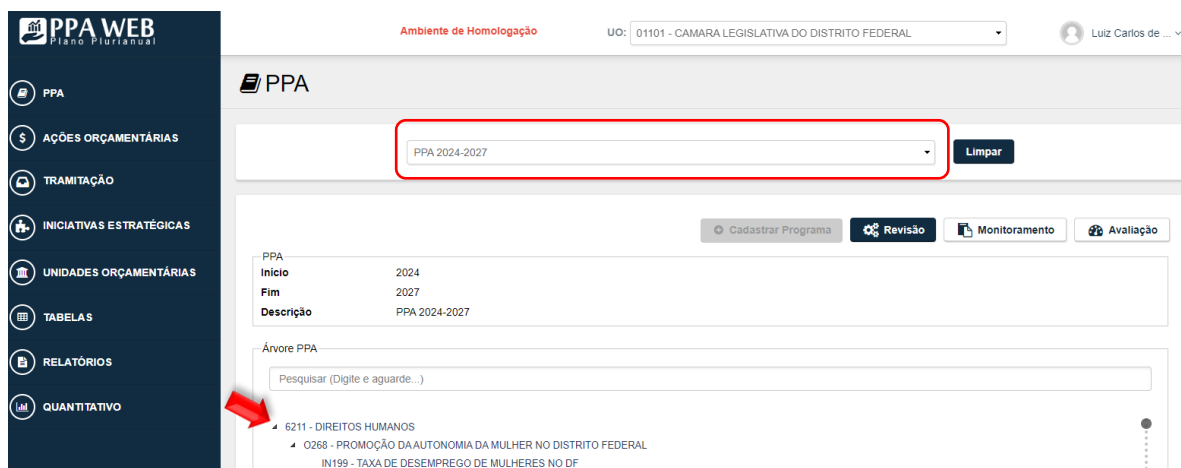 PPA WEB
Plano Plurianual
Ambiente de Homologação
UO: 01101 - CAMARA LEGISLATIVA DO DISTRITO FEDERAL
Luiz Carlos de ...
PPA
AÇÕES ORÇAMENTÁRIAS
TRAMITAÇÃO
INICIATIVAS ESTRATÉGICAS
UNIDADES ORÇAMENTÁRIAS
TABELAS
RELATÓRIOS
QUANTITATIVO
PPA
PPA 2024-2027
Limpar
Cadastrar Programa
Revisão
Monitoramento
Avaliação
PPA
Início 2024
Fim 2027
Descrição PPA 2024-2027
Árvore PPA
Pesquisar (Digite e aguarde...)
6211 - DIREITOS HUMANOS
O268 - PROMOÇÃO DA AUTONOMIA DA MULHER NO DISTRITO FEDERAL
IN199 - TAXA DE DESEMPREGO DE MULHERES NO DF